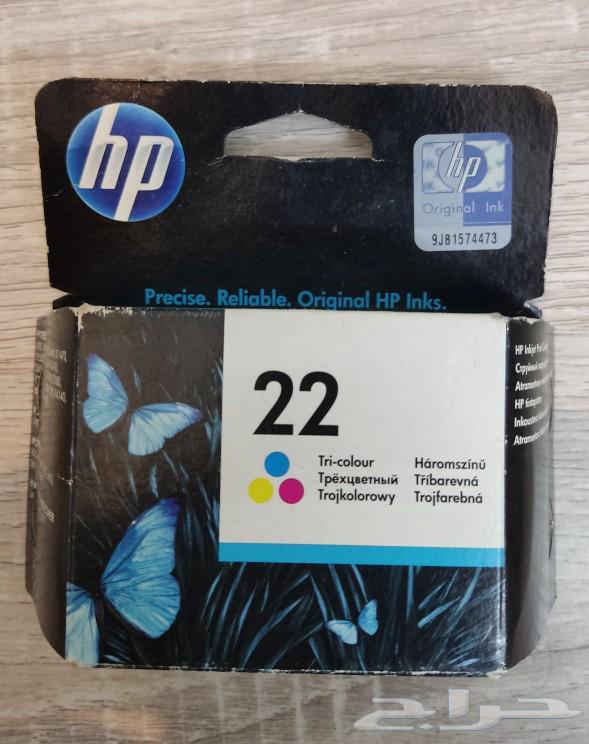 hp
hp
Original Ink
9JB1574473
Precise. Reliable. Original HP Inks.
22
Tri-colour
Трёхцветный
Trojkolorowy
Háromszínű
Tříbarevná
Trojfarebná
HP Inkjet Print
Струйный
HP
حراج